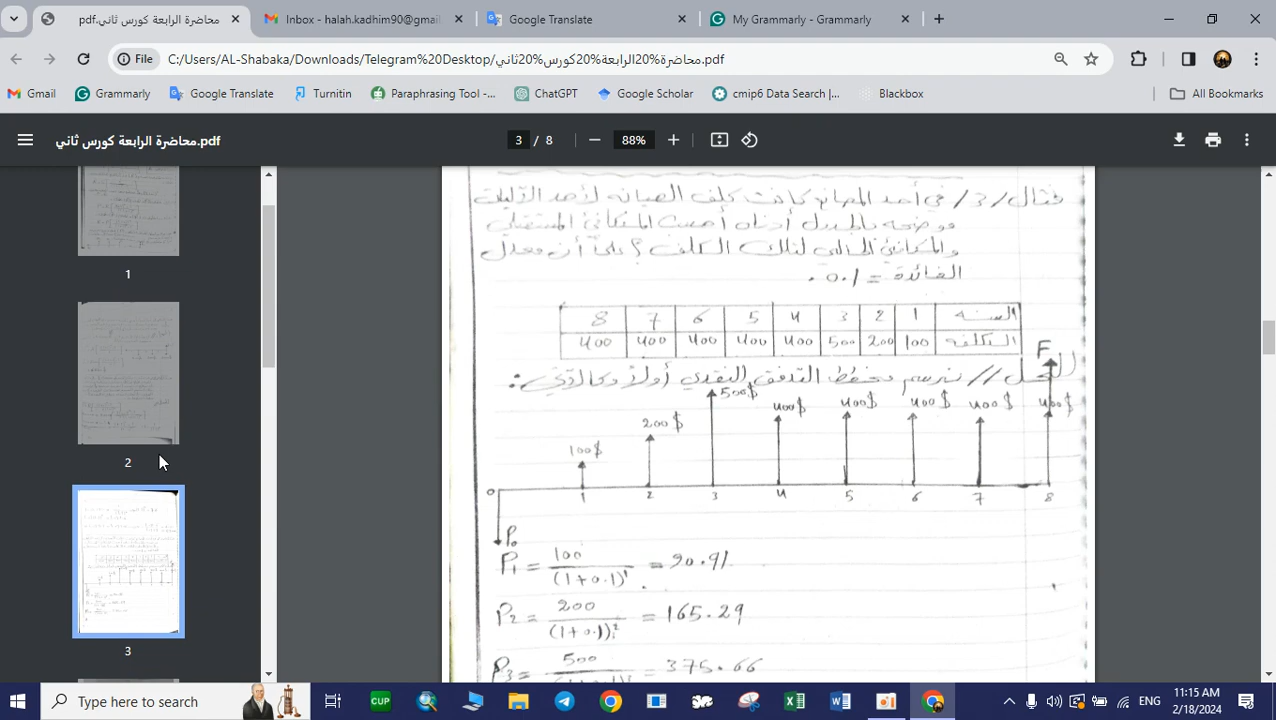 محاضرة الرابعة كورس ثاني.pdf
Inbox - halah.kadhim90@gmail
Google Translate
My Grammarly - Grammarly
File
C:/Users/AL-Shabaka/Downloads/Telegram%20Desktop/محاضرة%20الرابعة%20كورس%20ثاني.pdf
Gmail
Grammarly
Google Translate
Turnitin
Paraphrasing Tool -...
ChatGPT
Google Scholar
cmip6 Data Search |...
Blackbox
All Bookmarks
محاضرة الرابعة كورس ثاني.pdf
3 / 8
88%
1
2
3
مثال /3/ في أحد المصانع كانت كلف الصيانه لأحد الآليات
موضحه بالجدول أدناه أحسب المكافئ المستقبلي
والمكافئ الحالي لتلك الكلف ؟ علماً أن معدل
الفائدة = 0.1
السنه 1 2 3 4 5 6 7 8
التكلفه 100 200 500 400 400 400 400 400
الحل // نرسم مخطط التدفق النقدي أولاً وكالآتي :
F
100$ 200$ 500$ 400$ 400$ 400$ 400$ 400$
0 1 2 3 4 5 6 7 8
P₀
P₁ = 100 / (1+0.1)¹ = 90.91
P₂ = 200 / (1+0.1)² = 165.29
P₃ = 500 = 375.66
Type here to search
CUP
11:15 AM
2/18/2024